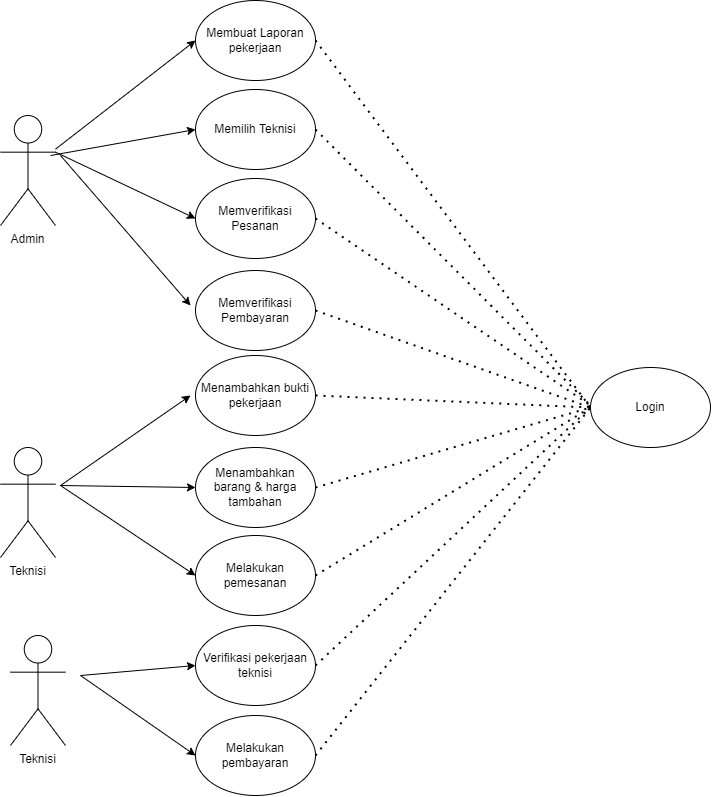 Membuat Laporan
pekerjaan
Memilih Teknisi
Admin
Memverifikasi
Pesanan
Memverifikasi
Pembayaran
Menambahkan bukti
pekerjaan
Login
Menambahkan
barang & harga
tambahan
Teknisi
Melakukan
pemesanan
Verifikasi pekerjaan
teknisi
Teknisi
Melakukan
pembayaran